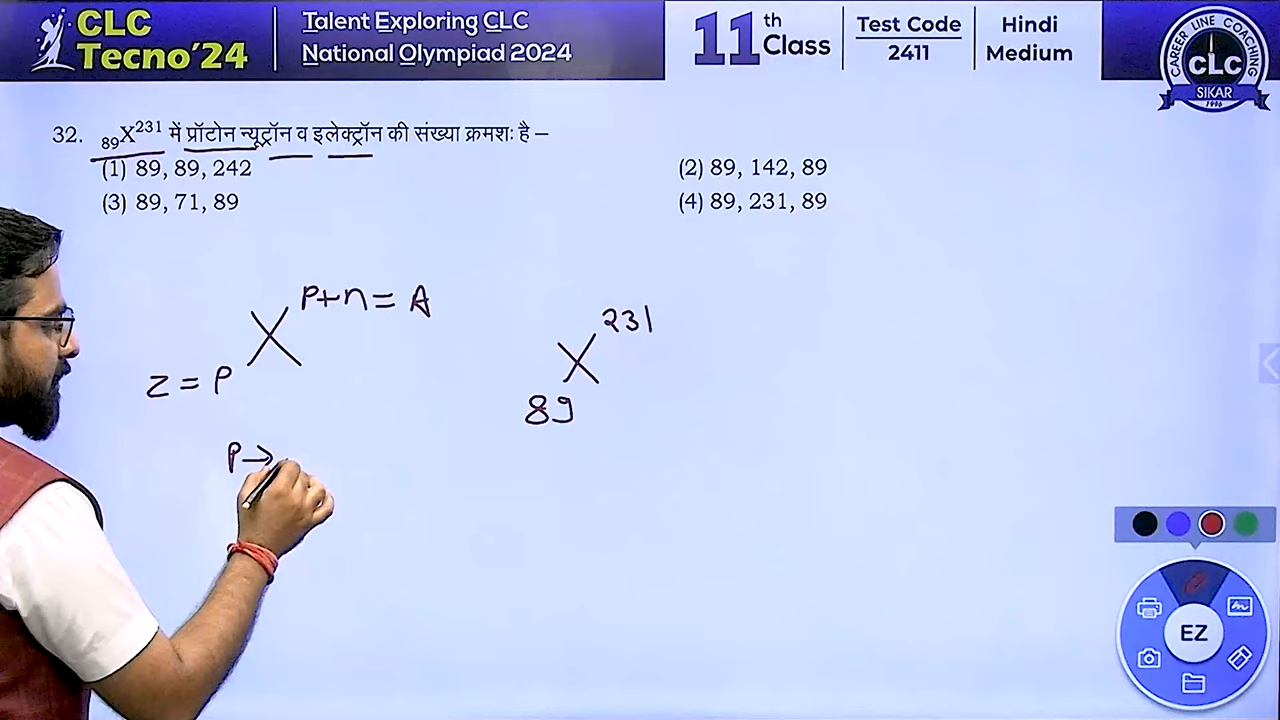 CLC
Tecno'24
Talent Exploring CLC
National Olympiad 2024
11th Class
Test Code
2411
Hindi
Medium
CAREER LINE COACHING
CLC
SIKAR
1996
32. ₈₉X²³¹ में प्रॉटोन न्यूट्रॉन व इलेक्ट्रॉन की संख्या क्रमशः है –
(1) 89, 89, 242
(2) 89, 142, 89
(3) 89, 71, 89
(4) 89, 231, 89
X p+n = A
z = p
X 231
89
p →
EZ